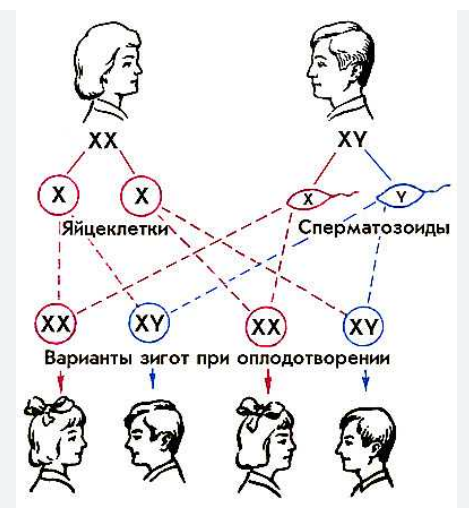 XX XY
X X X Y
Яйцеклетки Сперматозоиды
XX XY XX XY
Варианты зигот при оплодотворении